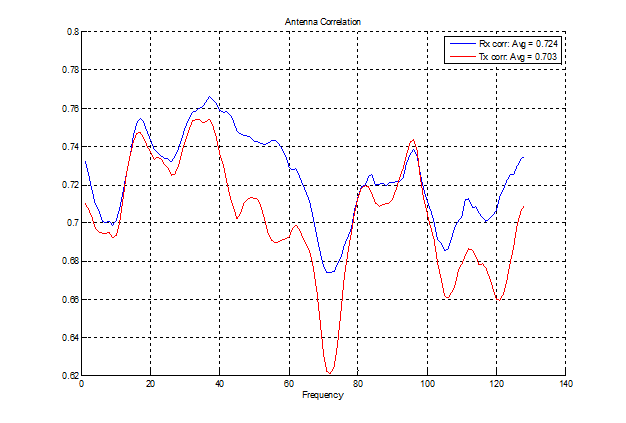 Antenna Correlation
0.8
0.78
0.76
0.74
0.72
0.7
0.68
0.66
0.64
0.62
0 20 40 60 80 100 120 140
Frequency
Rx corr: Avg = 0.724
Tx corr: Avg = 0.703